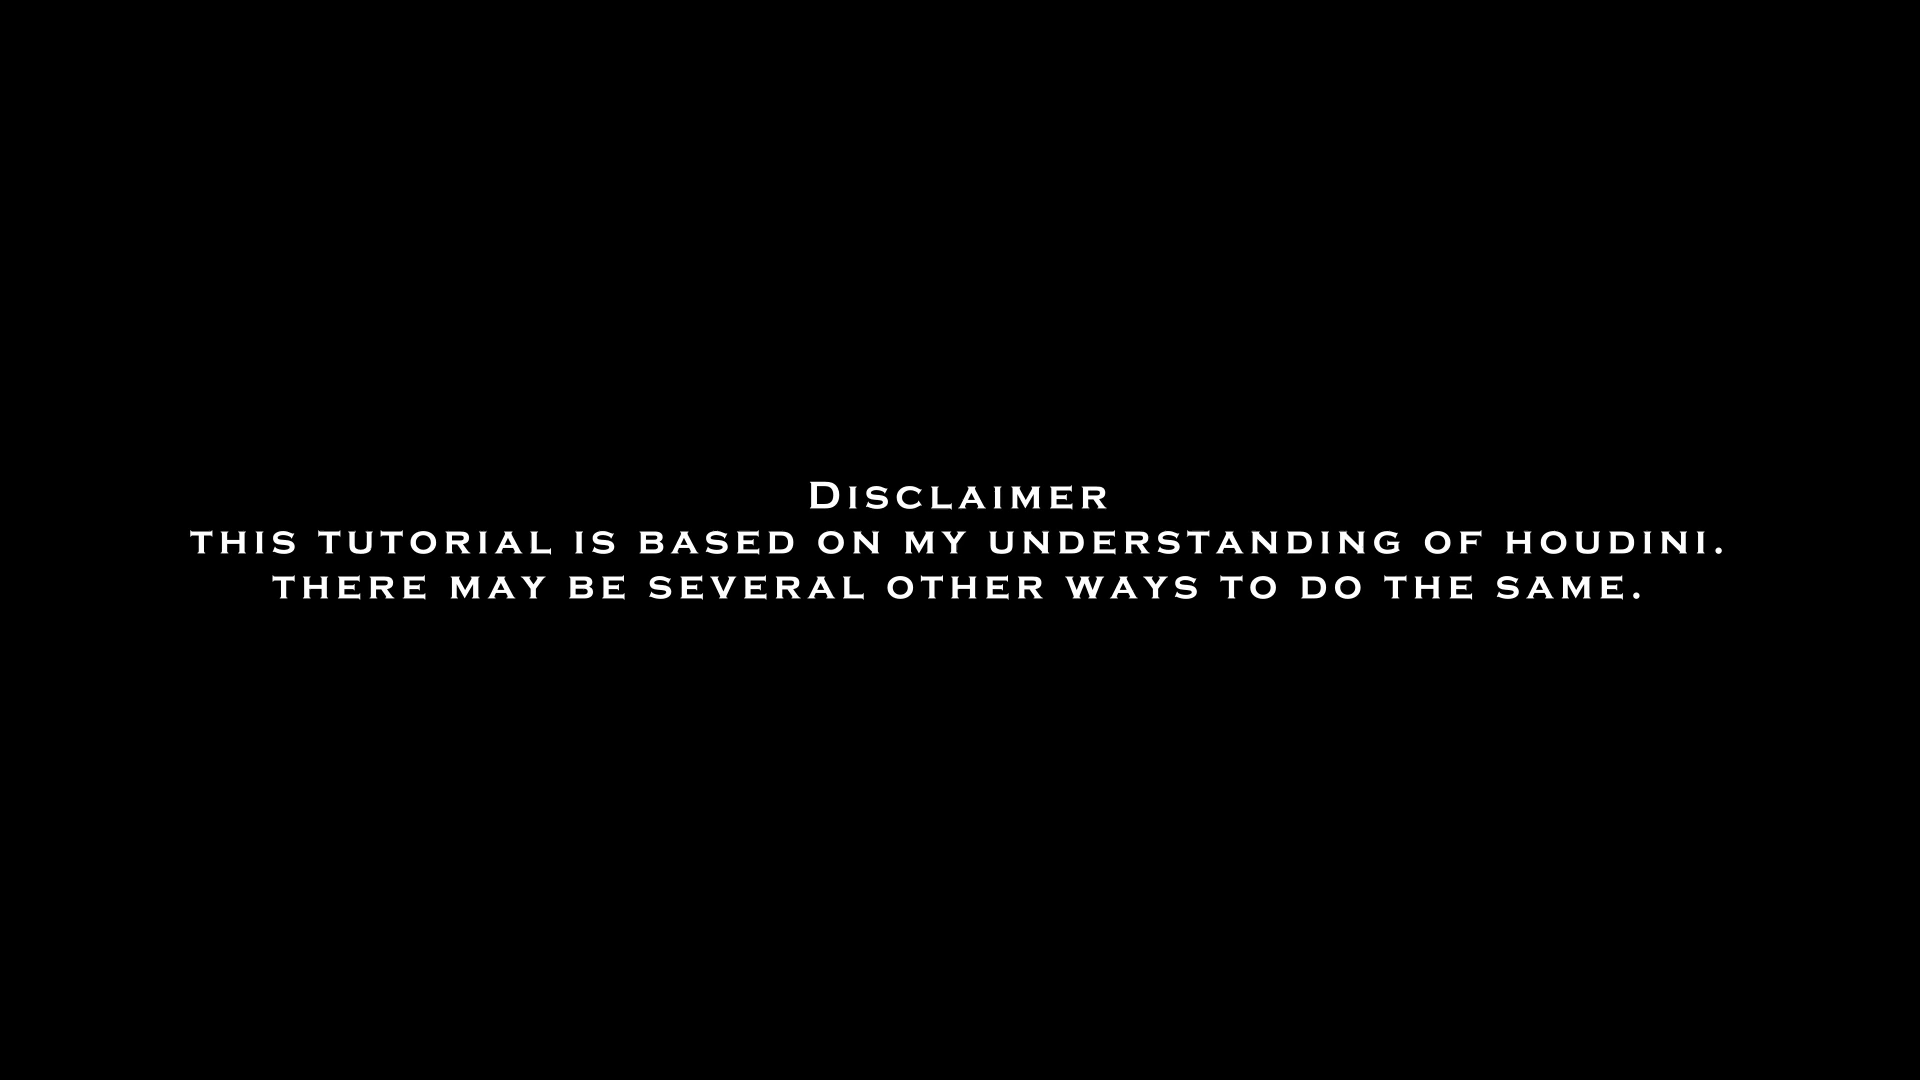 Disclaimer
this tutorial is based on my understanding of houdini.
there may be several other ways to do the same.